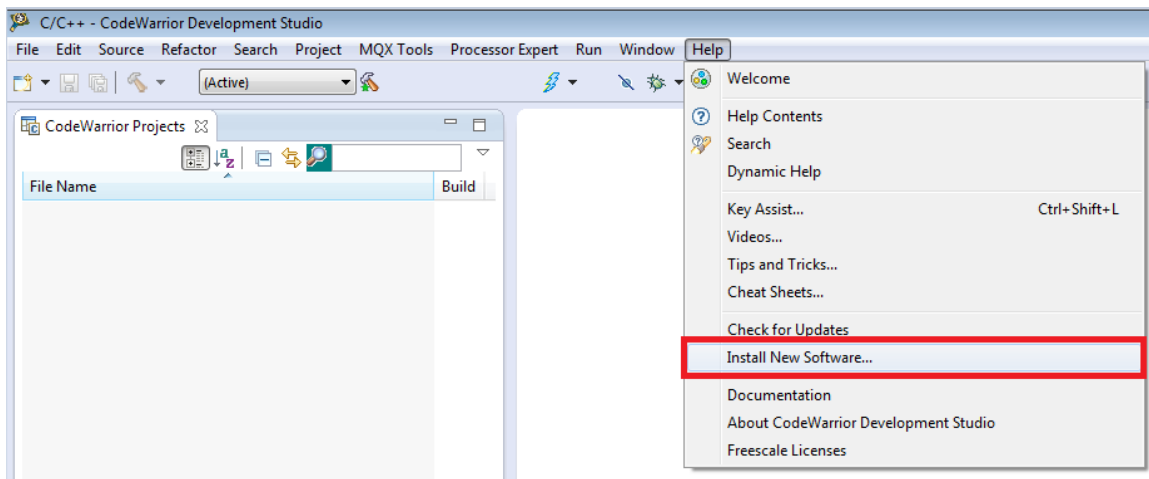 C/C++ - CodeWarrior Development Studio
File Edit Source Refactor Search Project MQX Tools Processor Expert Run Window Help
(Active)
CodeWarrior Projects
File Name Build
Welcome
Help Contents
Search
Dynamic Help
Key Assist... Ctrl+Shift+L
Videos...
Tips and Tricks...
Cheat Sheets...
Check for Updates
Install New Software...
Documentation
About CodeWarrior Development Studio
Freescale Licenses